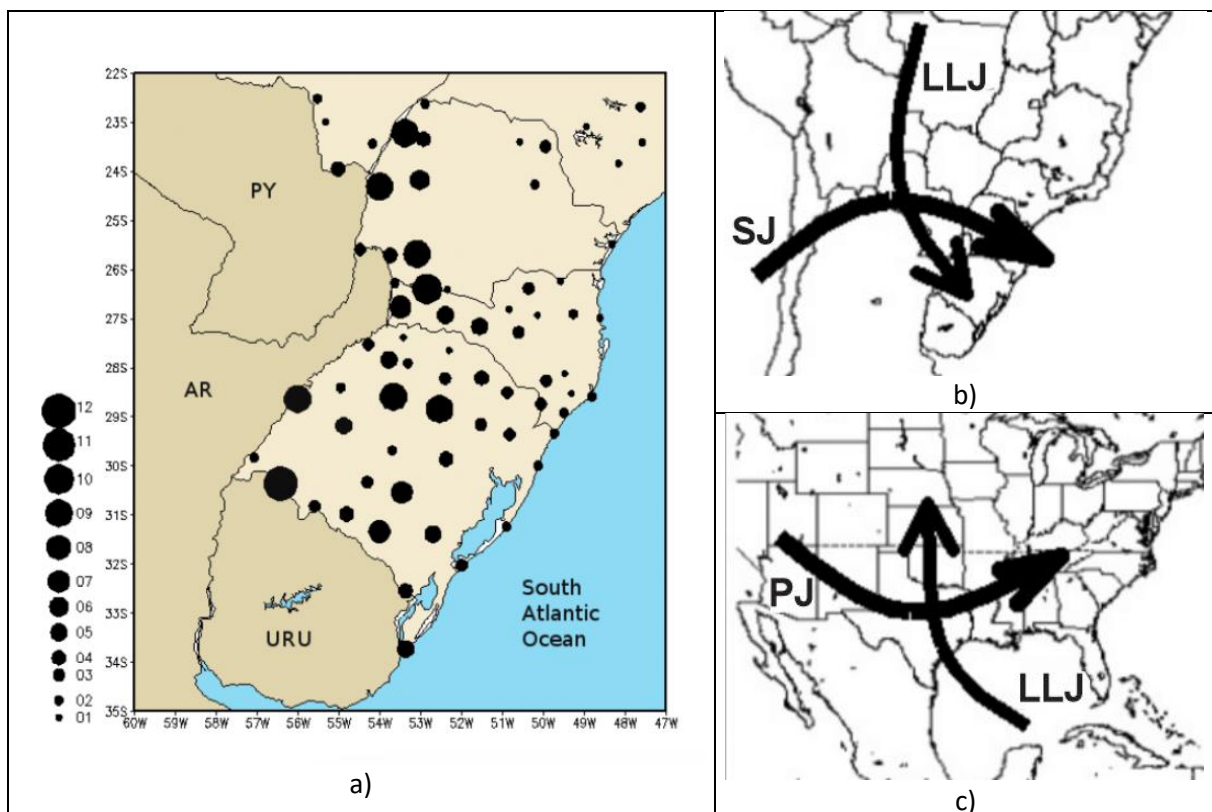 22S
23S
24S
25S
26S
27S
28S
29S
30S
31S
32S
33S
34S
35S
60W 59W 58W 57W 56W 55W 54W 53W 52W 51W 50W 49W 48W 47W
PY
AR
URU
South
Atlantic
Ocean
12
11
10
09
08
07
06
05
04
03
02
01
a)
LLJ
SJ
b)
PJ
LLJ
c)